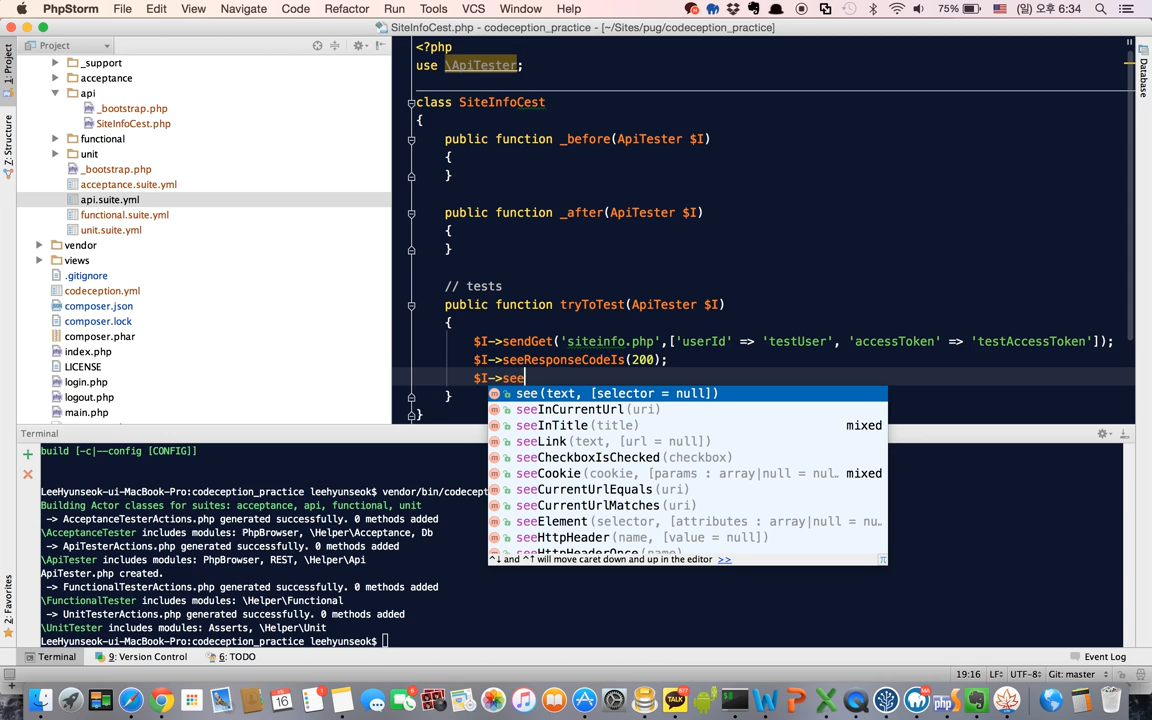 PhpStorm File Edit View Navigate Code Refactor Run Tools VCS Window Help 75% (일) 오후 6:34
SiteInfoCest.php - codeception_practice - [~/Sites/pug/codeception_practice]
1: Project
Z: Structure
2: Favorites
Project
_support
acceptance
api
_bootstrap.php
SiteInfoCest.php
functional
unit
_bootstrap.php
acceptance.suite.yml
api.suite.yml
functional.suite.yml
unit.suite.yml
vendor
views
.gitignore
codeception.yml
composer.json
composer.lock
composer.phar
index.php
LICENSE
login.php
logout.php
main.php
<?php
use \ApiTester;
class SiteInfoCest
{
public function _before(ApiTester $I)
{
}
public function _after(ApiTester $I)
{
}
// tests
public function tryToTest(ApiTester $I)
{
$I->sendGet('siteinfo.php',['userId' => 'testUser', 'accessToken' => 'testAccessToken']);
$I->seeResponseCodeIs(200);
$I->see
}
}
see(text, [selector = null])
seeInCurrentUrl(uri)
seeInTitle(title) mixed
seeLink(text, [url = null])
seeCheckboxIsChecked(checkbox)
seeCookie(cookie, [params : array|null = nul… mixed
seeCurrentUrlEquals(uri)
seeCurrentUrlMatches(uri)
seeElement(selector, [attributes : array|null = nu…
seeHttpHeader(name, [value = null])
seeHttpHeaderOnce(name)
^↓ and ^↑ will move caret down and up in the editor >>
π
Database
Terminal
build [-c|--config [CONFIG]]
LeeHyunseok-ui-MacBook-Pro:codeception_practice leehyunseok$ vendor/bin/codecept
Building Actor classes for suites: acceptance, api, functional, unit
-> AcceptanceTesterActions.php generated successfully. 0 methods added
\AcceptanceTester includes modules: PhpBrowser, \Helper\Acceptance, Db
-> ApiTesterActions.php generated successfully. 0 methods added
\ApiTester includes modules: PhpBrowser, REST, \Helper\Api
ApiTester.php created.
-> FunctionalTesterActions.php generated successfully. 0 methods added
\FunctionalTester includes modules: \Helper\Functional
-> UnitTesterActions.php generated successfully. 0 methods added
\UnitTester includes modules: Asserts, \Helper\Unit
LeeHyunseok-ui-MacBook-Pro:codeception_practice leehyunseok$
Terminal 9: Version Control 6: TODO Event Log
19:16 LF÷ UTF-8÷ Git: master